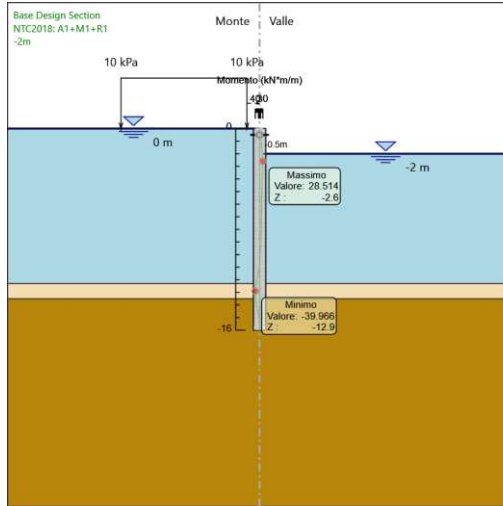 Base Design Section
NTC2018: A1+M1+R1
-2m
Monte
Valle
10 kPa
10 kPa
Momento (kN*m/m)
0
0 m
-0.5m
-2 m
Massimo
Valore: 28.514
Z : -2.6
Minimo
Valore: -39.966
Z : -12.9
-16